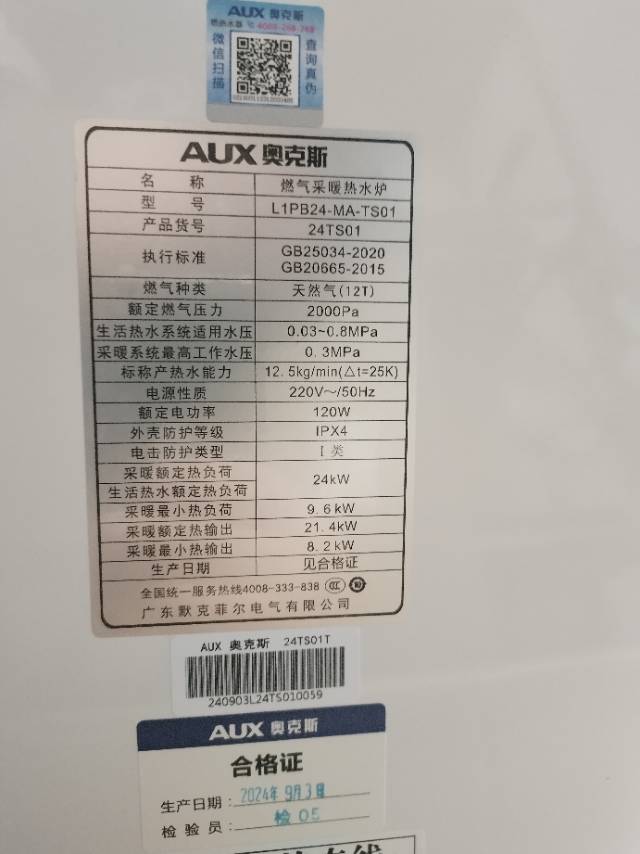 AUX 奥克斯
微信扫描
查询真伪
AUX奥克斯
名 称 燃气采暖热水炉
型 号 L1PB24-MA-TS01
产品货号 24TS01
执行标准 GB25034-2020
GB20665-2015
燃气种类 天然气(12T)
额定燃气压力 2000Pa
生活热水系统适用水压 0.03~0.8MPa
采暖系统最高工作水压 0.3MPa
标称产热水能力 12.5kg/min(△t=25K)
电源性质 220V～/50Hz
额定电功率 120W
外壳防护等级 IPX4
电击防护类型 I 类
采暖额定热负荷 24kW
生活热水额定热负荷
采暖最小热负荷 9.6kW
采暖额定热输出 21.4kW
采暖最小热输出 8.2kW
生产日期 见合格证
全国统一服务热线4008-333-838
广东默克菲尔电气有限公司
AUX 奥克斯 24TS01T
240903L24TS010059
AUX奥克斯
合格证
生产日期: 2024年9月3日
检验员: 检05